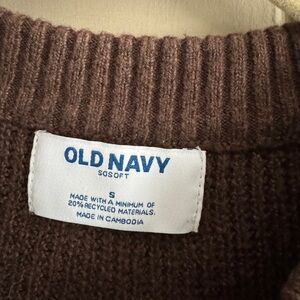 OLD NAVY
SOSOFT
S
MADE WITH A MINIMUM OF
20% RECYCLED MATERIALS.
MADE IN CAMBODIA